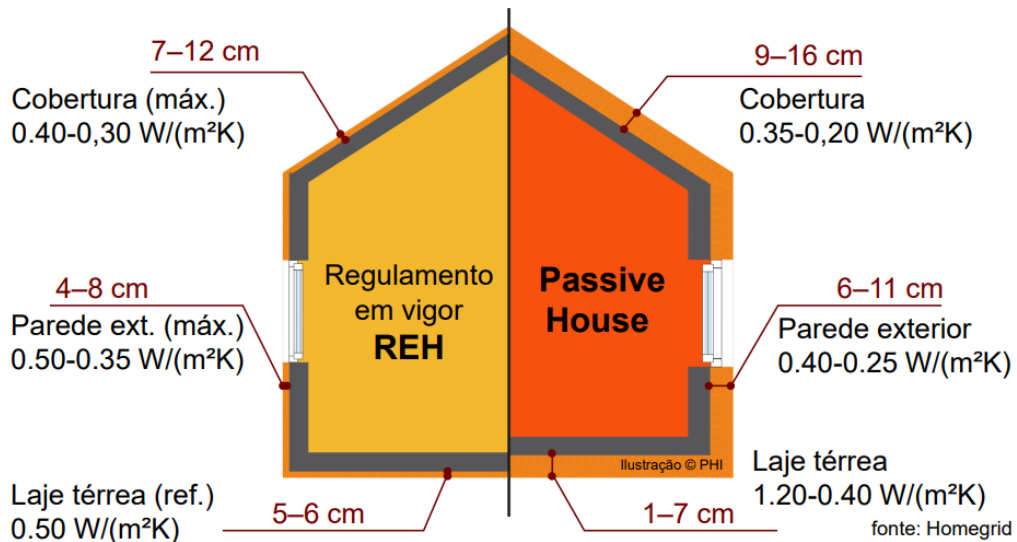 7–12 cm
Cobertura (máx.)
0.40-0,30 W/(m²K)
9–16 cm
Cobertura
0.35-0,20 W/(m²K)
Regulamento
em vigor
REH
Passive
House
4–8 cm
Parede ext. (máx.)
0.50-0.35 W/(m²K)
6–11 cm
Parede exterior
0.40-0.25 W/(m²K)
Ilustração © PHI
Laje térrea (ref.)
0.50 W/(m²K)
5–6 cm
Laje térrea
1.20-0.40 W/(m²K)
1–7 cm
fonte: Homegrid